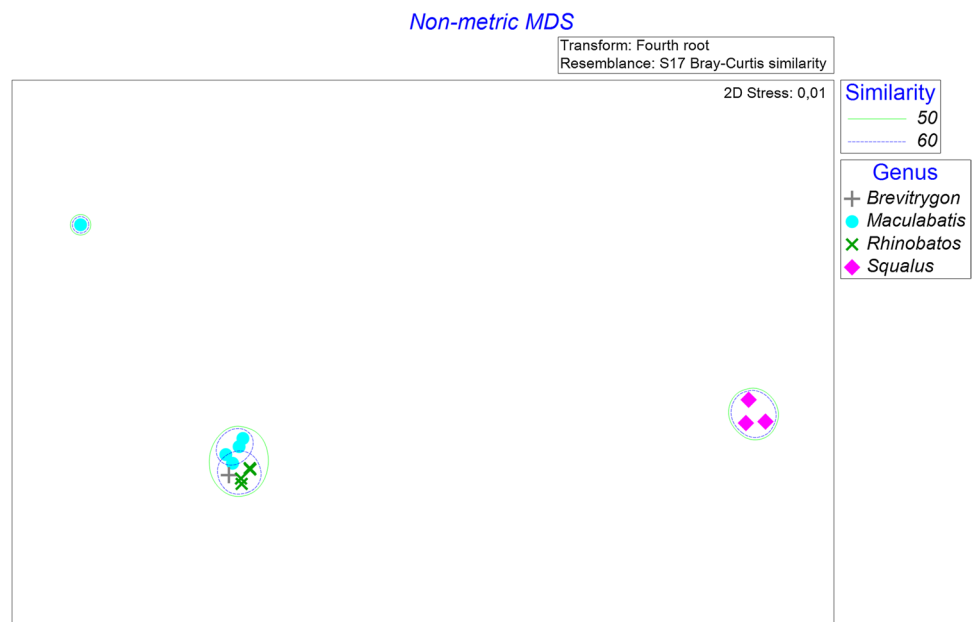 Non-metric MDS
Transform: Fourth root
Resemblance: S17 Bray-Curtis similarity
2D Stress: 0,01
Similarity
50
60
Genus
Brevitrygon
Maculabatis
Rhinobatos
Squalus